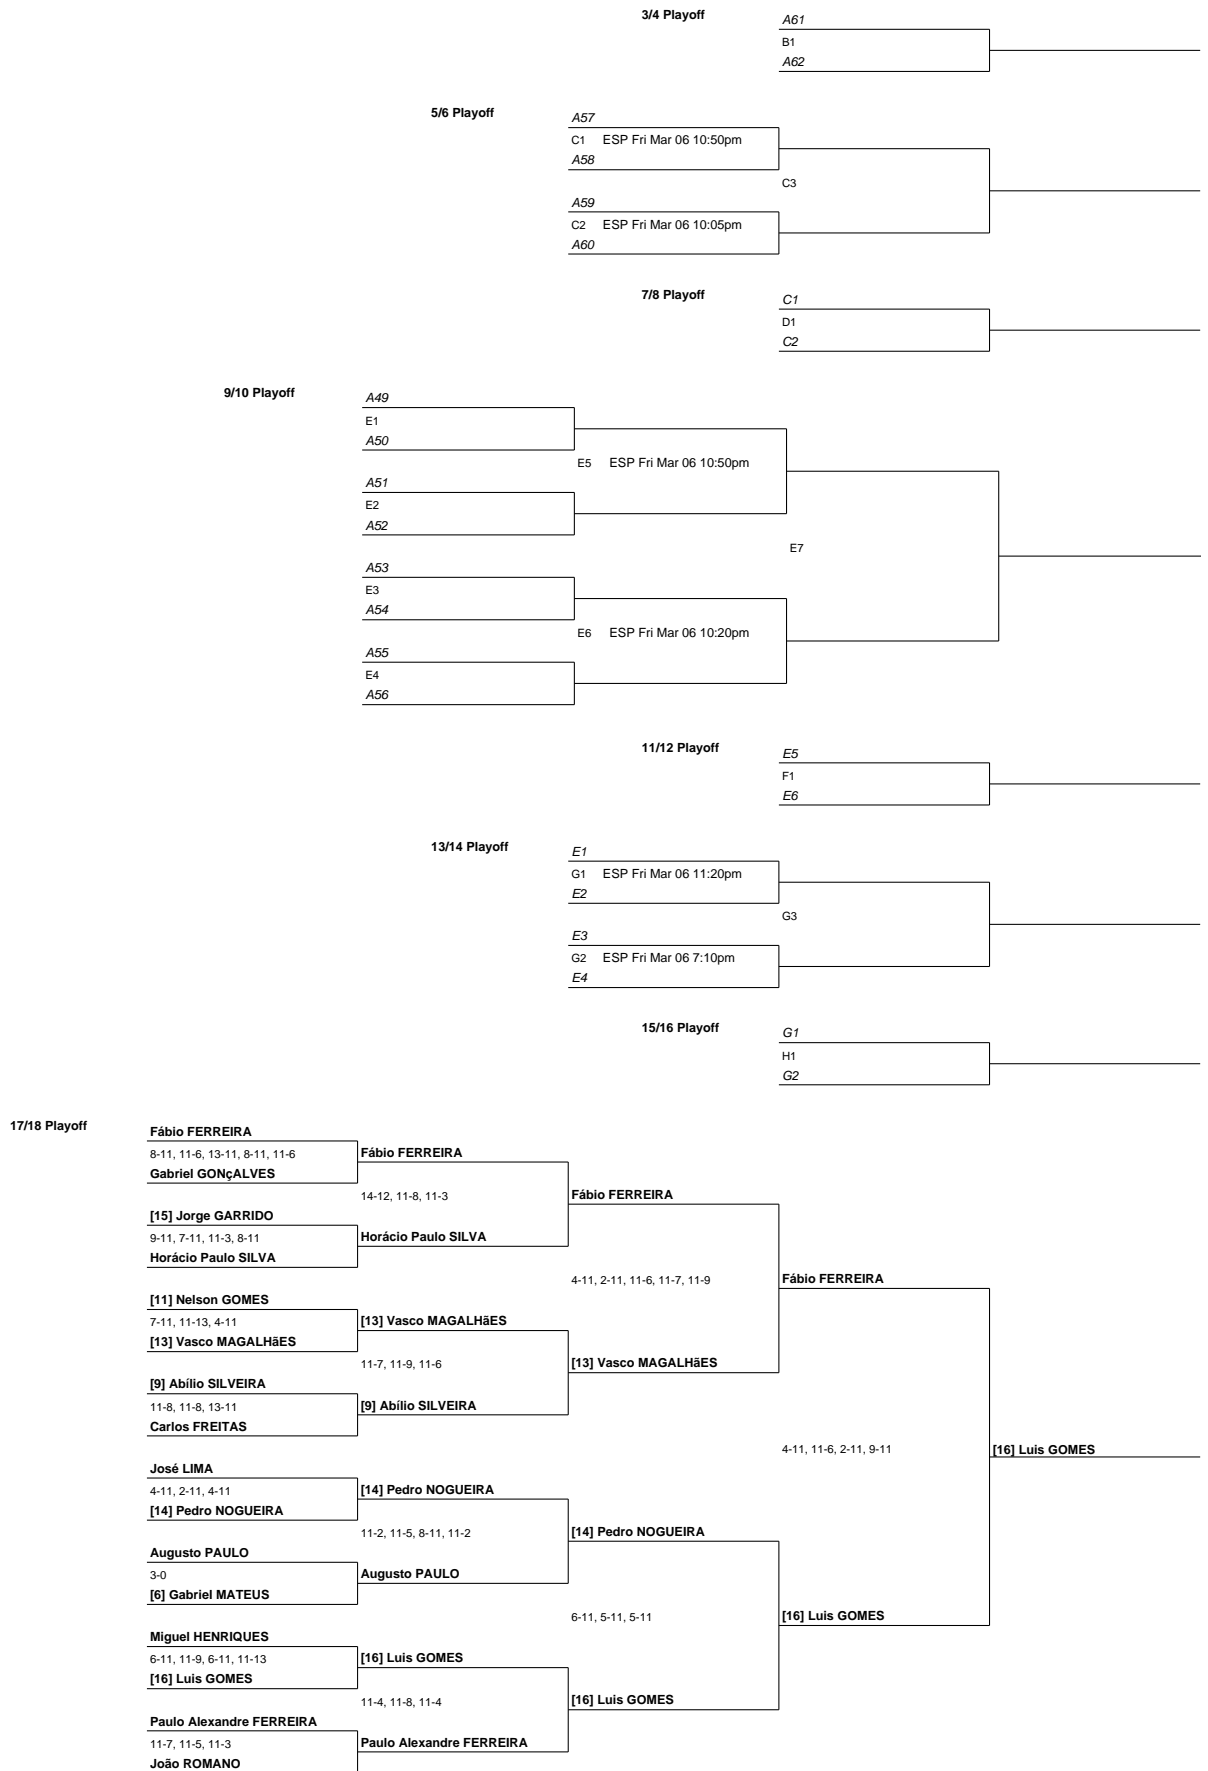 3/4 Playoff
A61
B1
A62
5/6 Playoff
A57
C1 ESP Fri Mar 06 10:50pm
A58
C3
A59
C2 ESP Fri Mar 06 10:05pm
A60
7/8 Playoff
C1
D1
C2
9/10 Playoff
A49
E1
A50
E5 ESP Fri Mar 06 10:50pm
A51
E2
A52
E7
A53
E3
A54
E6 ESP Fri Mar 06 10:20pm
A55
E4
A56
11/12 Playoff
E5
F1
E6
13/14 Playoff
E1
G1 ESP Fri Mar 06 11:20pm
E2
G3
E3
G2 ESP Fri Mar 06 7:10pm
E4
15/16 Playoff
G1
H1
G2
17/18 Playoff
Fábio FERREIRA
8-11, 11-6, 13-11, 8-11, 11-6
Fábio FERREIRA
Gabriel GONçALVES
14-12, 11-8, 11-3
Fábio FERREIRA
[15] Jorge GARRIDO
9-11, 7-11, 11-3, 8-11
Horácio Paulo SILVA
Horácio Paulo SILVA
4-11, 2-11, 11-6, 11-7, 11-9
Fábio FERREIRA
[11] Nelson GOMES
7-11, 11-13, 4-11
[13] Vasco MAGALHãES
[13] Vasco MAGALHãES
11-7, 11-9, 11-6
[13] Vasco MAGALHãES
[9] Abílio SILVEIRA
11-8, 11-8, 13-11
[9] Abílio SILVEIRA
Carlos FREITAS
4-11, 11-6, 2-11, 9-11
[16] Luis GOMES
José LIMA
4-11, 2-11, 4-11
[14] Pedro NOGUEIRA
[14] Pedro NOGUEIRA
11-2, 11-5, 8-11, 11-2
[14] Pedro NOGUEIRA
Augusto PAULO
3-0
Augusto PAULO
[6] Gabriel MATEUS
6-11, 5-11, 5-11
[16] Luis GOMES
Miguel HENRIQUES
6-11, 11-9, 6-11, 11-13
[16] Luis GOMES
[16] Luis GOMES
11-4, 11-8, 11-4
[16] Luis GOMES
Paulo Alexandre FERREIRA
11-7, 11-5, 11-3
Paulo Alexandre FERREIRA
João ROMANO